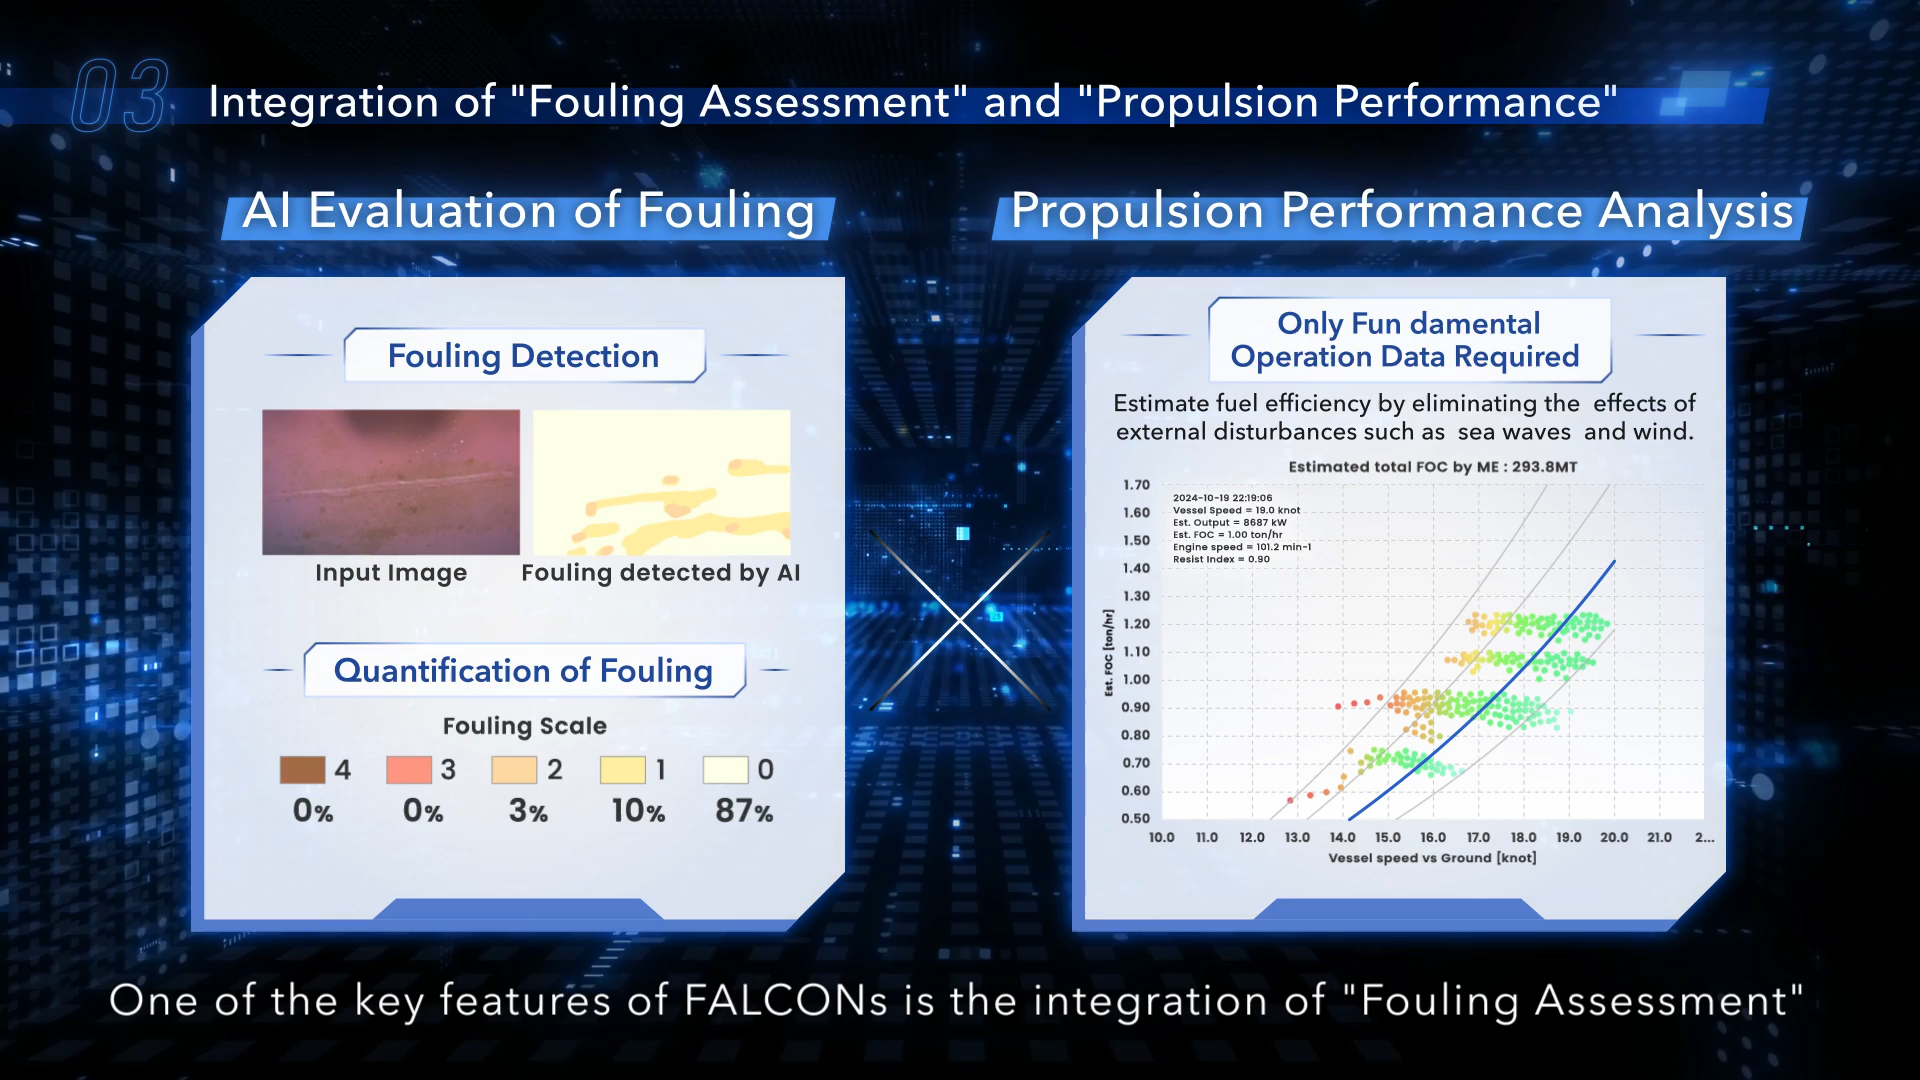 03
Integration of "Fouling Assessment" and "Propulsion Performance"
AI Evaluation of Fouling
Fouling Detection
Input Image
Fouling detected by AI
Quantification of Fouling
Fouling Scale
4 3 2 1 0
0% 0% 3% 10% 87%
Propulsion Performance Analysis
Only Fun damental
Operation Data Required
Estimate fuel efficiency by eliminating the effects of
external disturbances such as sea waves and wind.
Estimated total FOC by ME : 293.8MT
2024-10-19 22:19:06
Vessel Speed = 19.0 knot
Est. Output = 8687 kW
Est. FOC = 1.00 ton/hr
Engine speed = 101.2 min-1
Resist Index = 0.90
Est. FOC [ton/hr]
1.70
1.60
1.50
1.40
1.30
1.20
1.10
1.00
0.90
0.80
0.70
0.60
0.50
10.0 11.0 12.0 13.0 14.0 15.0 16.0 17.0 18.0 19.0 20.0 21.0 2...
Vessel speed vs Ground [knot]
One of the key features of FALCONs is the integration of "Fouling Assessment"